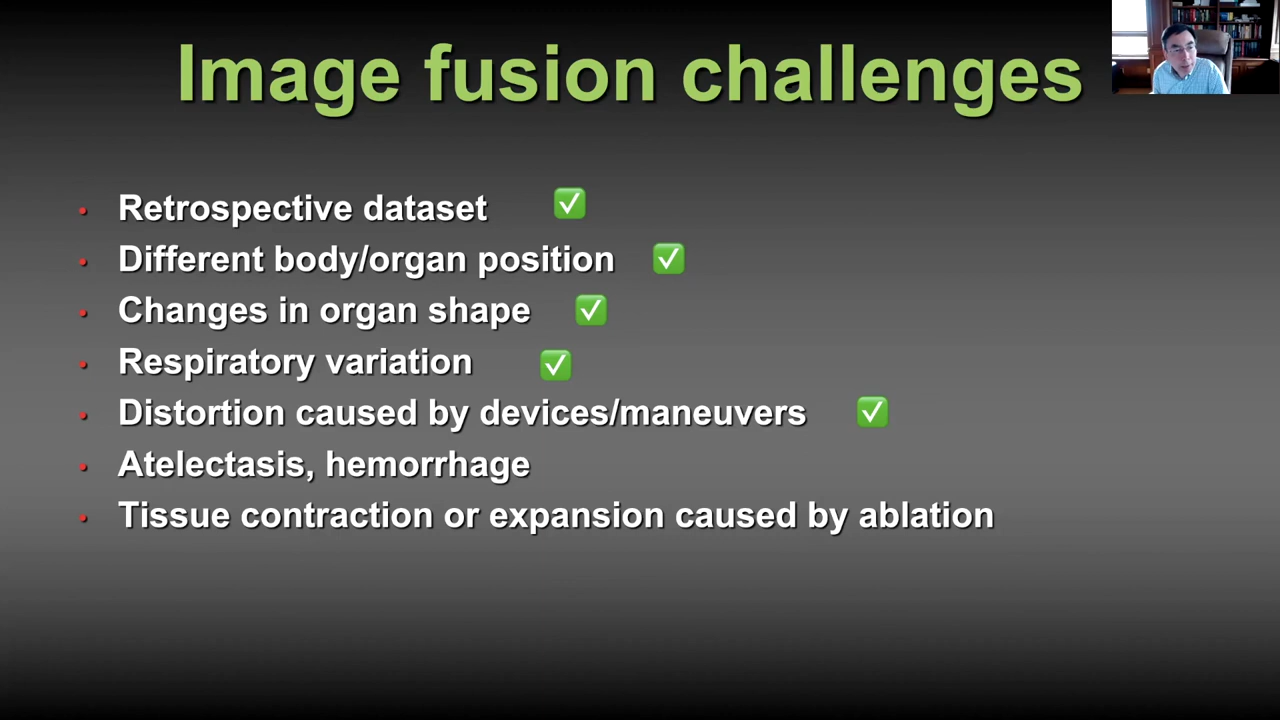 Image fusion challenges
• Retrospective dataset ✅
• Different body/organ position ✅
• Changes in organ shape ✅
• Respiratory variation ✅
• Distortion caused by devices/maneuvers ✅
• Atelectasis, hemorrhage
• Tissue contraction or expansion caused by ablation